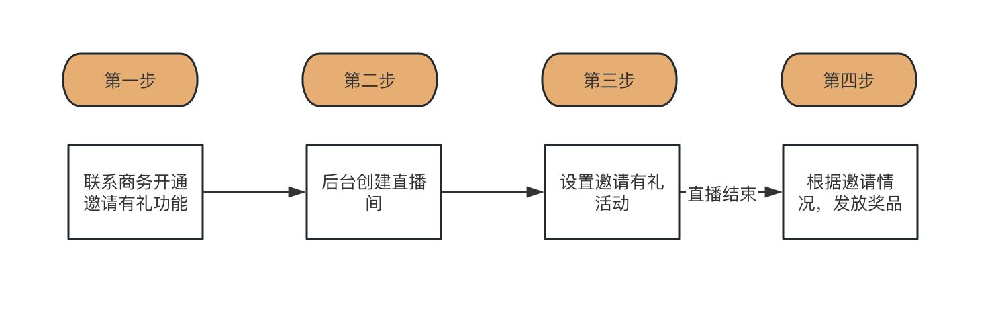 第一步
第二步
第三步
第四步
联系商务开通
邀请有礼功能
后台创建直播
间
设置邀请有礼
活动
直播结束
根据邀请情
况，发放奖品